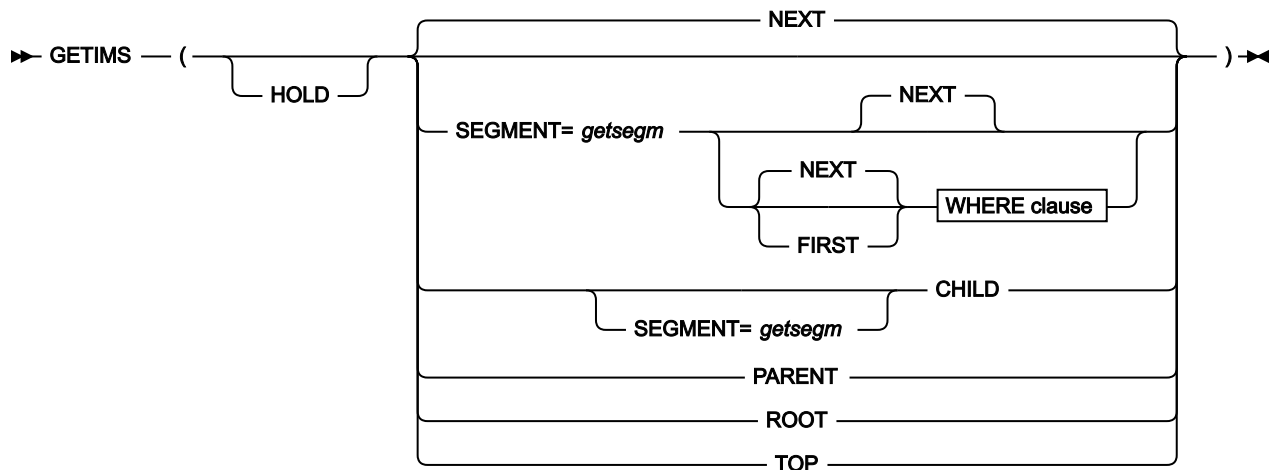 NEXT
GETIMS ( )
HOLD
NEXT
SEGMENT= getsegm
NEXT
WHERE clause
FIRST
CHILD
SEGMENT= getsegm
PARENT
ROOT
TOP